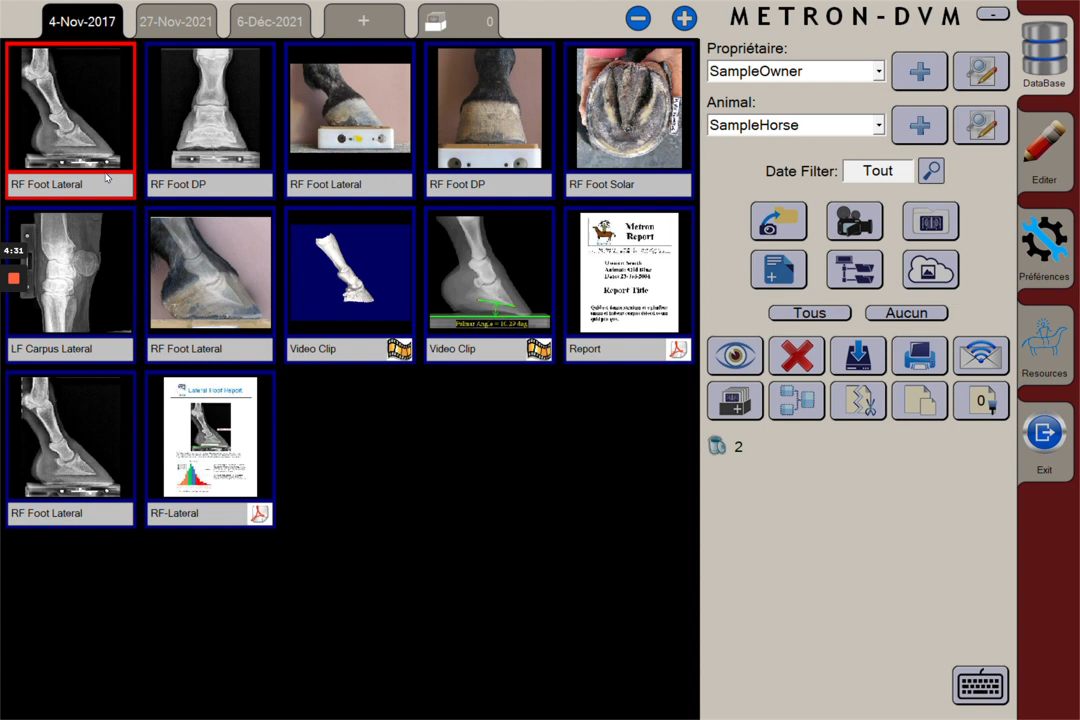 4-Nov-2017
27-Nov-2021
6-Déc-2021
+
0
METRON-DVM
-
Propriétaire:
SampleOwner
Animal:
SampleHorse
Date Filter:
Tout
Tous
Aucun
0
2
DataBase
Editer
Préférences
Resources
Exit
RF Foot Lateral
RF Foot DP
RF Foot Lateral
RF Foot DP
RF Foot Solar
4:31
Metron
Report
Report Title
LF Carpus Lateral
RF Foot Lateral
Video Clip
Video Clip
Report
Lateral Hoof Report
RF Foot Lateral
RF-Lateral